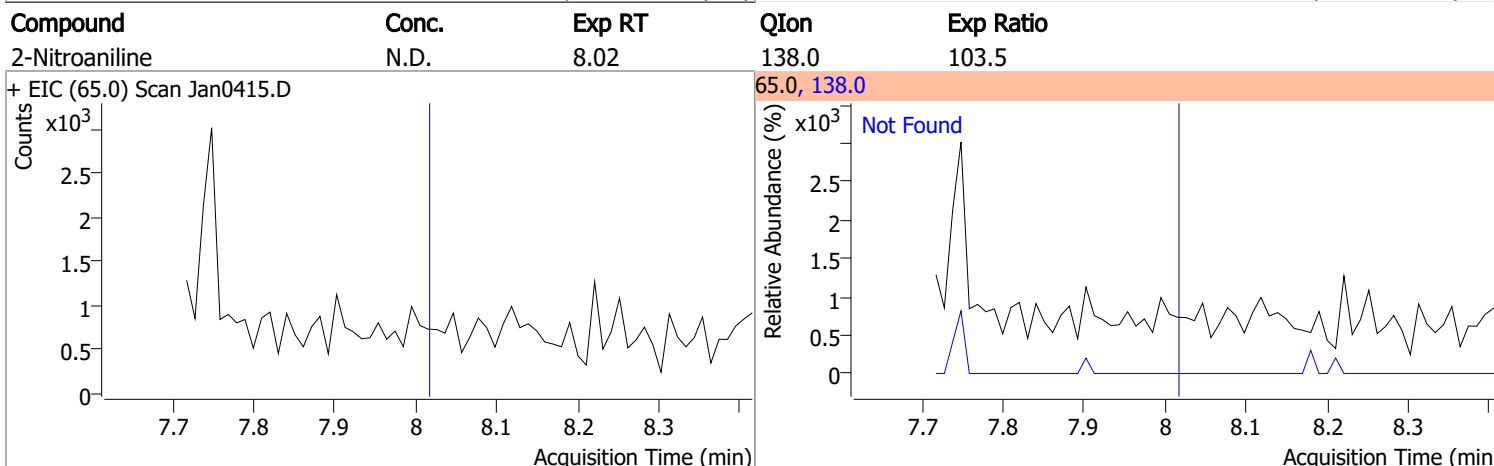 Compound Conc. Exp RT QIon Exp Ratio
2-Nitroaniline N.D. 8.02 138.0 103.5
+ EIC (65.0) Scan Jan0415.D
Counts
x10³
2.5
2
1.5
1
0.5
0
7.7 7.8 7.9 8 8.1 8.2 8.3
Acquisition Time (min)
65.0, 138.0
Relative Abundance (%)
x10³
Not Found
2.5
2
1.5
1
0.5
0
7.7 7.8 7.9 8 8.1 8.2 8.3
Acquisition Time (min)